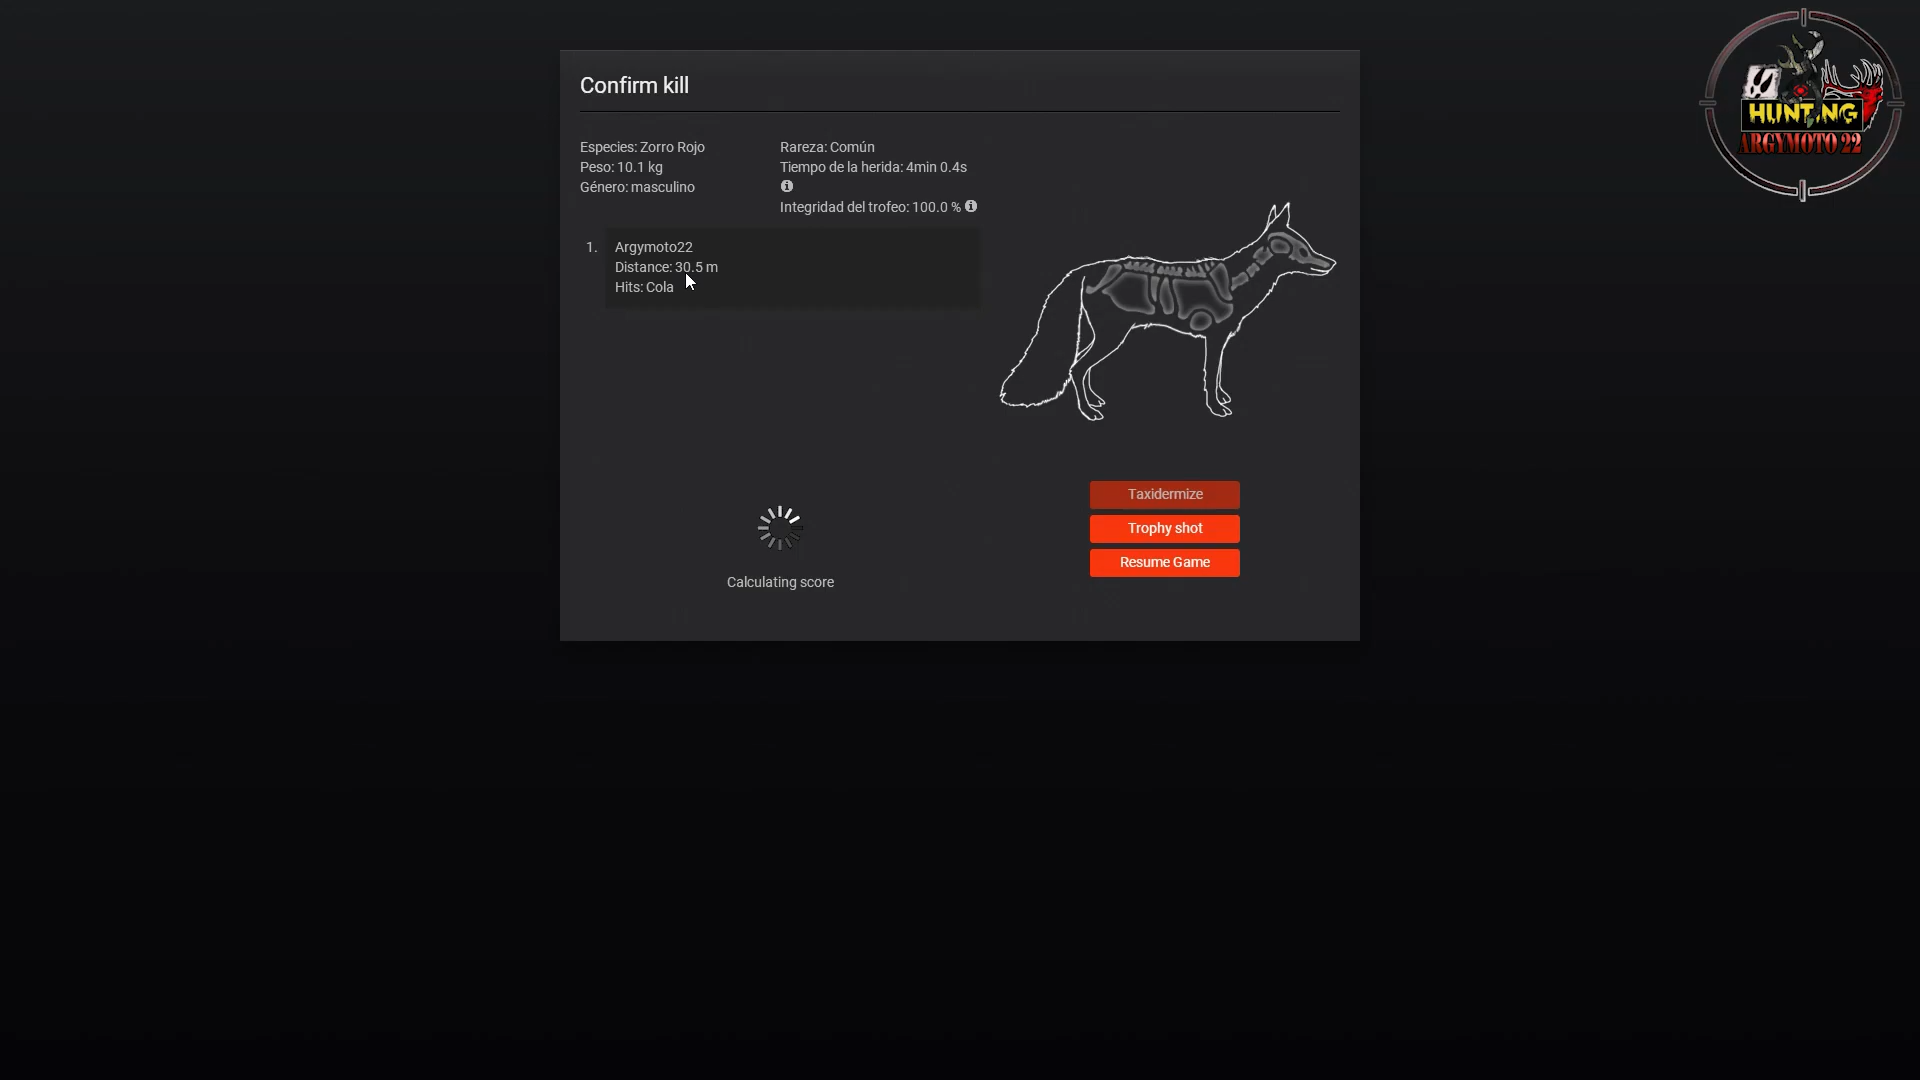 HUNTING
ARGYMOTO 22
Confirm kill
Especies: Zorro Rojo
Peso: 10.1 kg
Género: masculino
Rareza: Común
Tiempo de la herida: 4min 0.4s
Integridad del trofeo: 100.0 %
1. Argymoto22
Distance: 30.5 m
Hits: Cola
Calculating score
Taxidermize
Trophy shot
Resume Game